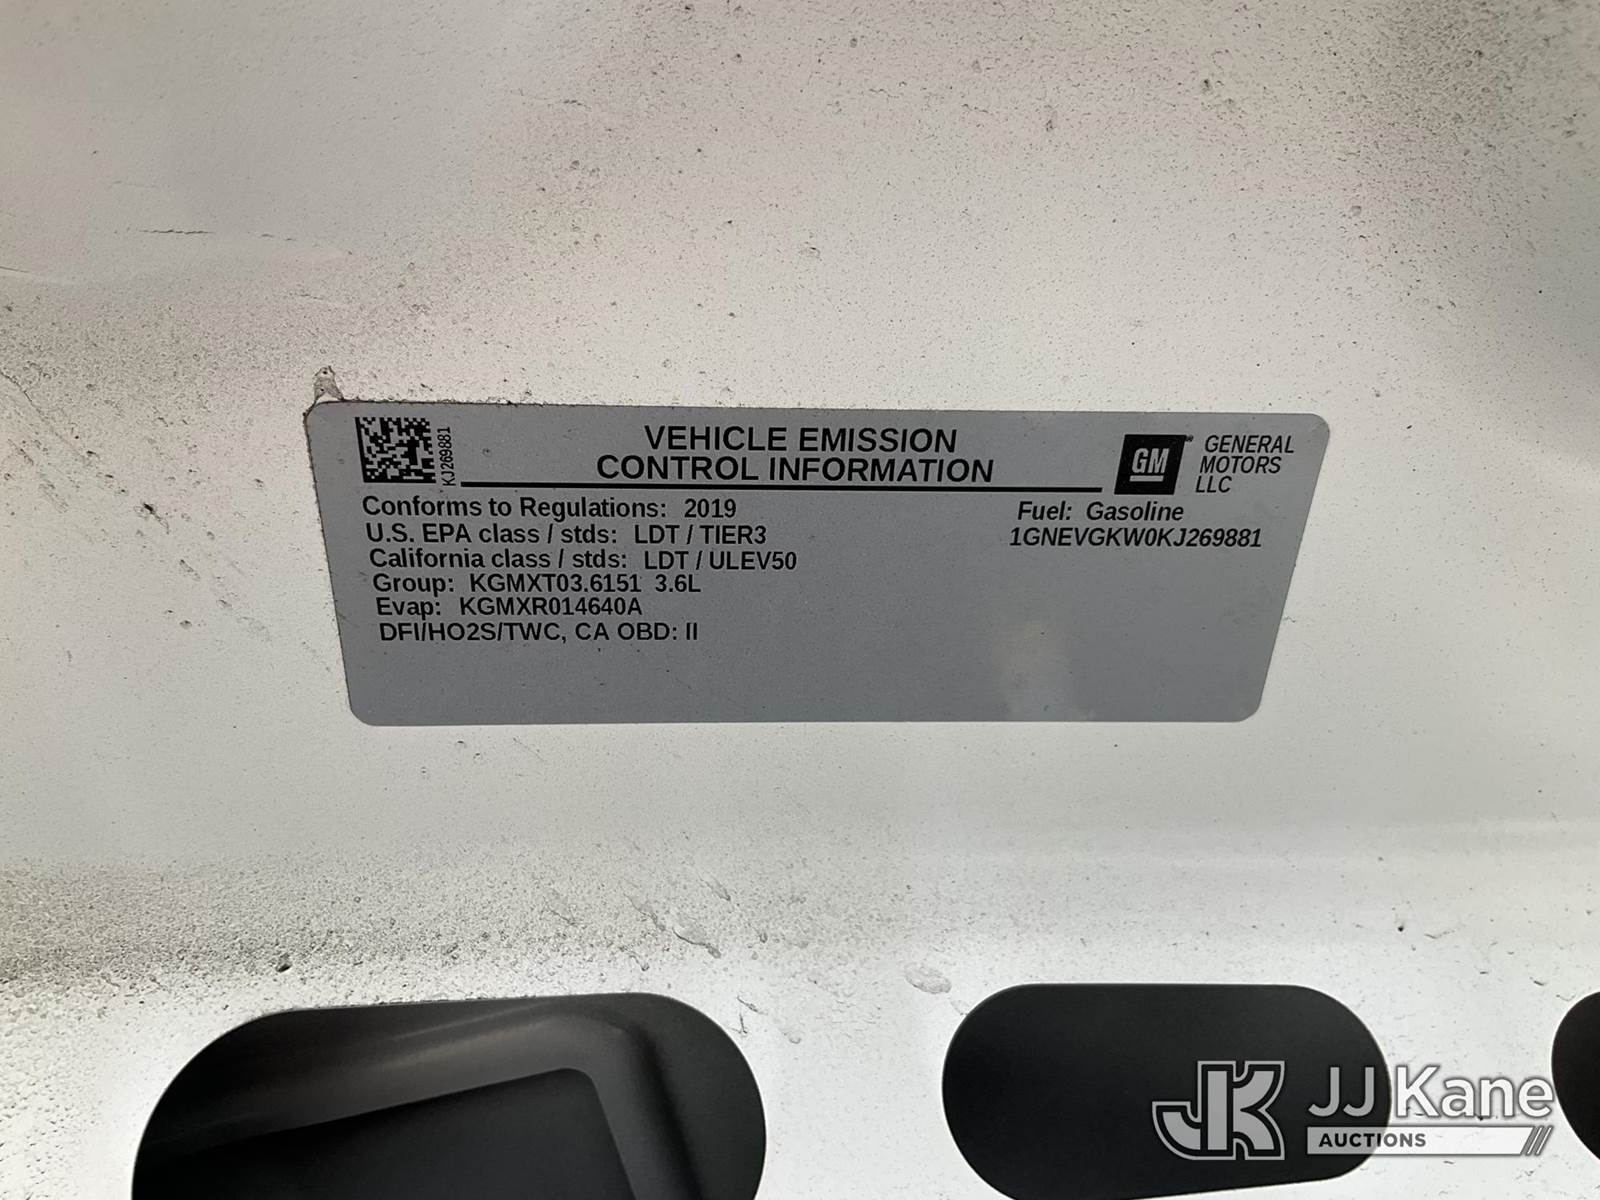 KJ269881
VEHICLE EMISSION
CONTROL INFORMATION
GM
GENERAL
MOTORS
LLC
Conforms to Regulations: 2019
U.S. EPA class / stds: LDT / TIER3
California class / stds: LDT / ULEV50
Group: KGMXT03.6151 3.6L
Evap: KGMXR014640A
DFI/HO2S/TWC, CA OBD: II
Fuel: Gasoline
1GNEVGKW0KJ269881
JK JJ Kane
AUCTIONS